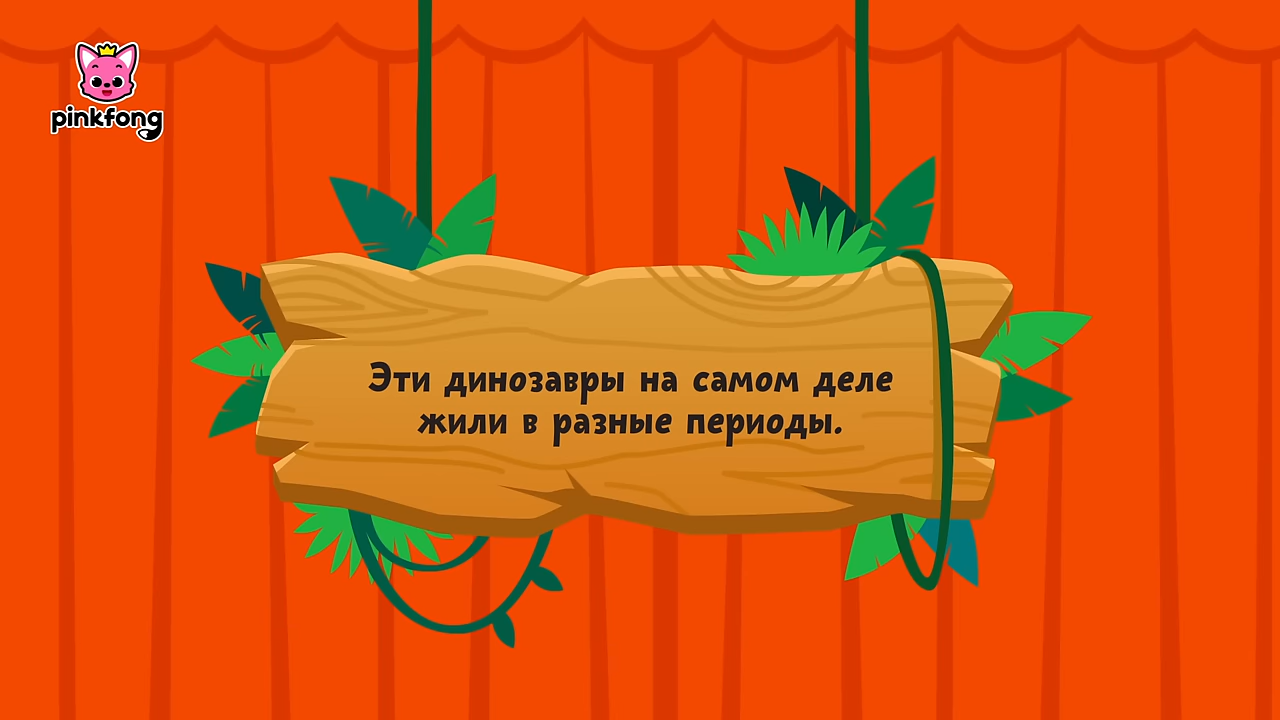 pinkfong
Эти динозавры на самом деле
жили в разные периоды.